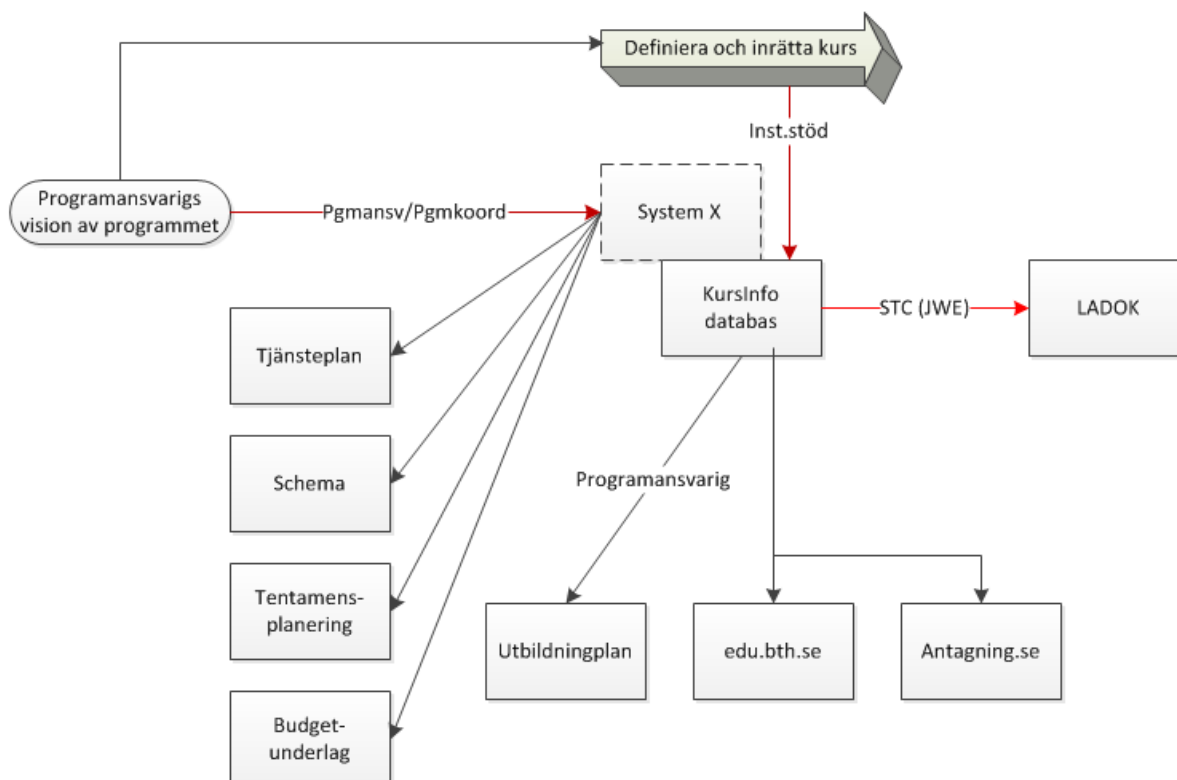 Definiera och inrätta kurs
Inst.stöd
Programansvarigs
vision av programmet
Pgmansv/Pgmkoord
System X
KursInfo
databas
STC (JWE)
LADOK
Tjänsteplan
Schema
Programansvarig
Tentamens-
planering
Utbildningplan
edu.bth.se
Antagning.se
Budget-
underlag